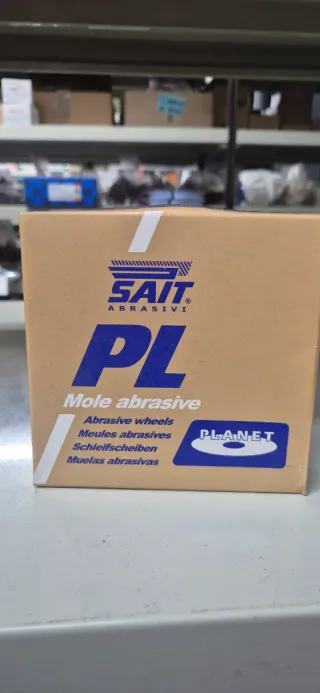 SAIT®
ABRASIVI
PL
Mole abrasive
Abrasive wheels
Meules abrasives
Schleifscheiben
Muelas abrasivas
PLANET